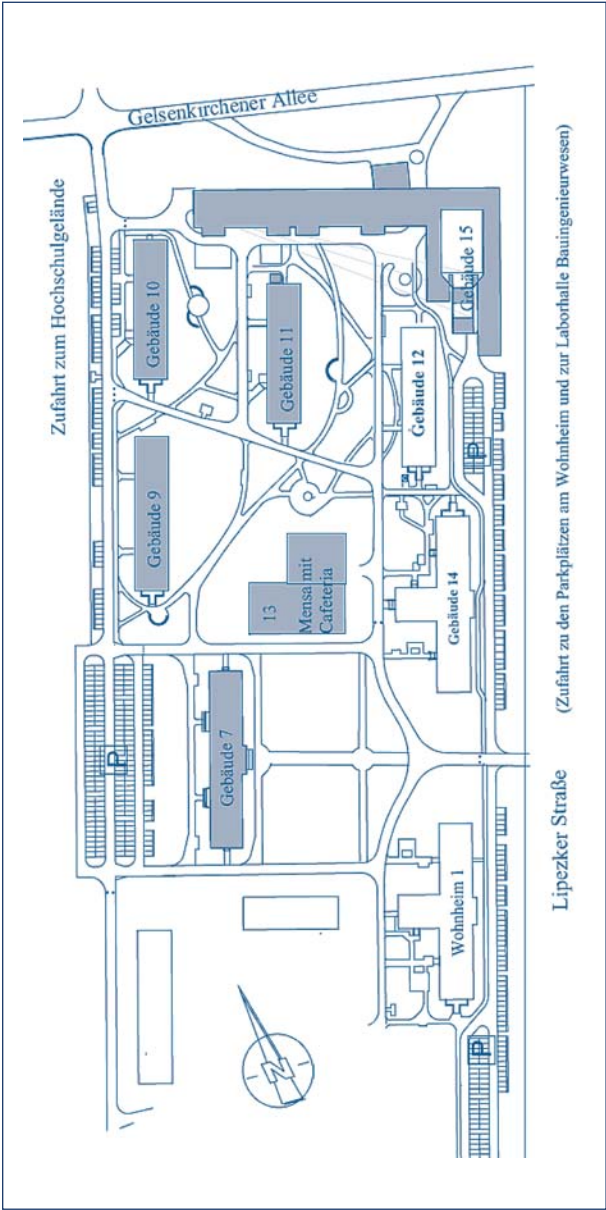 Gelsenkirchener Allee
Zufahrt zum Hochschulgelände
Gebäude 10
Gebäude 11
Gebäude 15
Gebäude 12
Gebäude 9
13
Mensa mit
Cafeteria
Gebäude 14
P
P
Gebäude 7
Wohnheim 1
P
N
Lipezker Straße
(Zufahrt zu den Parkplätzen am Wohnheim und zur Laborhalle Bauingenieurwesen)